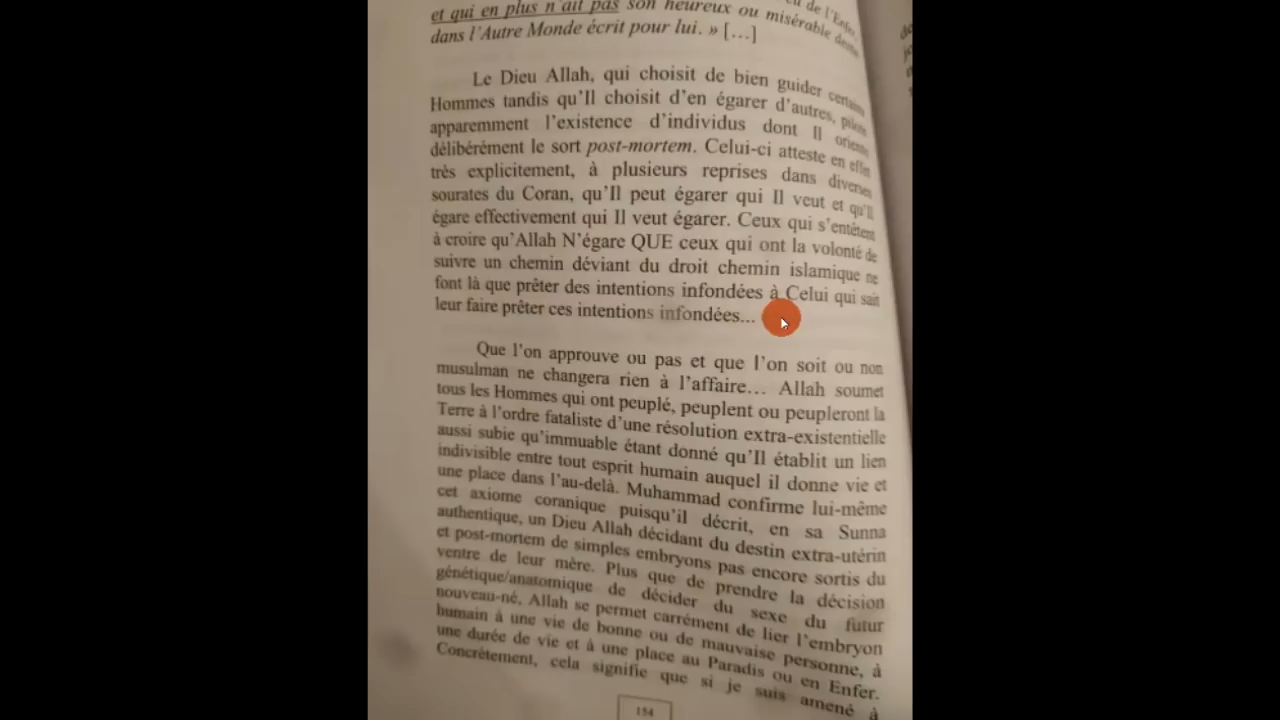 et qui en plus n'ait pas son heureux ou misérable
dans l'Autre Monde écrit pour lui. » […]
Le Dieu Allah, qui choisit de bien guider certains
Hommes tandis qu'Il choisit d'en égarer d'autres, pilote
apparemment l'existence d'individus dont Il oriente
délibérément le sort post-mortem. Celui-ci atteste en effet
très explicitement, à plusieurs reprises dans diverses
sourates du Coran, qu'Il peut égarer qui Il veut et qu'Il
égare effectivement qui Il veut égarer. Ceux qui s'entêtent
à croire qu'Allah N'égare QUE ceux qui ont la volonté de
suivre un chemin déviant du droit chemin islamique ne
font là que prêter des intentions infondées à Celui qui sait
leur faire prêter ces intentions infondées...
Que l'on approuve ou pas et que l'on soit ou non
musulman ne changera rien à l'affaire… Allah soumet
tous les Hommes qui ont peuplé, peuplent ou peupleront la
Terre à l'ordre fataliste d'une résolution extra-existentielle
aussi subie qu'immuable étant donné qu'Il établit un lien
indivisible entre tout esprit humain auquel il donne vie et
une place dans l'au-delà. Muhammad confirme lui-même
cet axiome coranique puisqu'il décrit, en sa Sunna
authentique, un Dieu Allah décidant du destin extra-utérin
et post-mortem de simples embryons pas encore sortis du
ventre de leur mère. Plus que de prendre la décision
génétique/anatomique de décider du sexe du futur
nouveau-né, Allah se permet carrément de lier l'embryon
humain à une vie de bonne ou de mauvaise personne, à
une durée de vie et à une place au Paradis ou en Enfer.
Concrètement, cela signifie que si je suis amené à
154